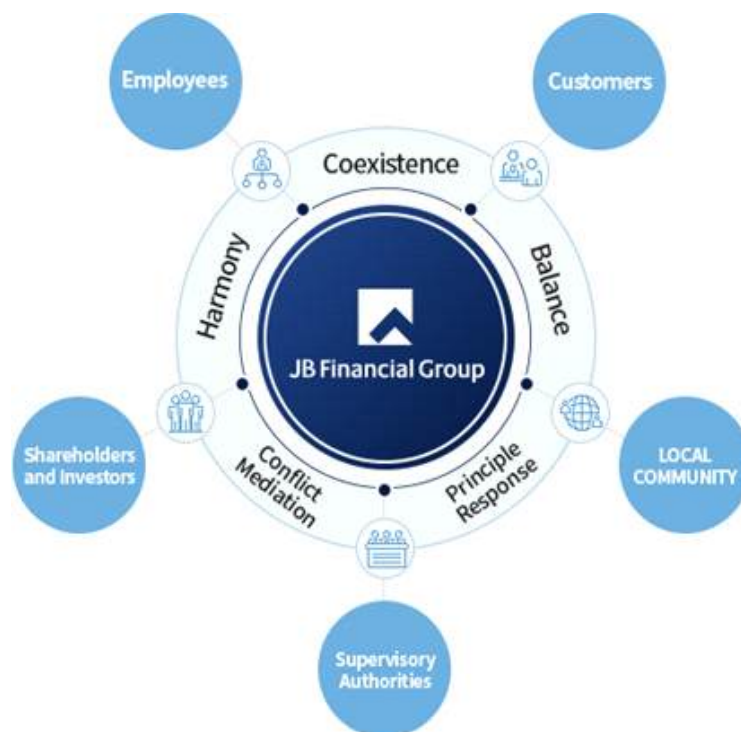 Employees
Customers
Coexistence
Harmony
Balance
JB Financial Group
Shareholders
and Investors
Conflict
Mediation
Principle
Response
LOCAL
COMMUNITY
Supervisory
Authorities